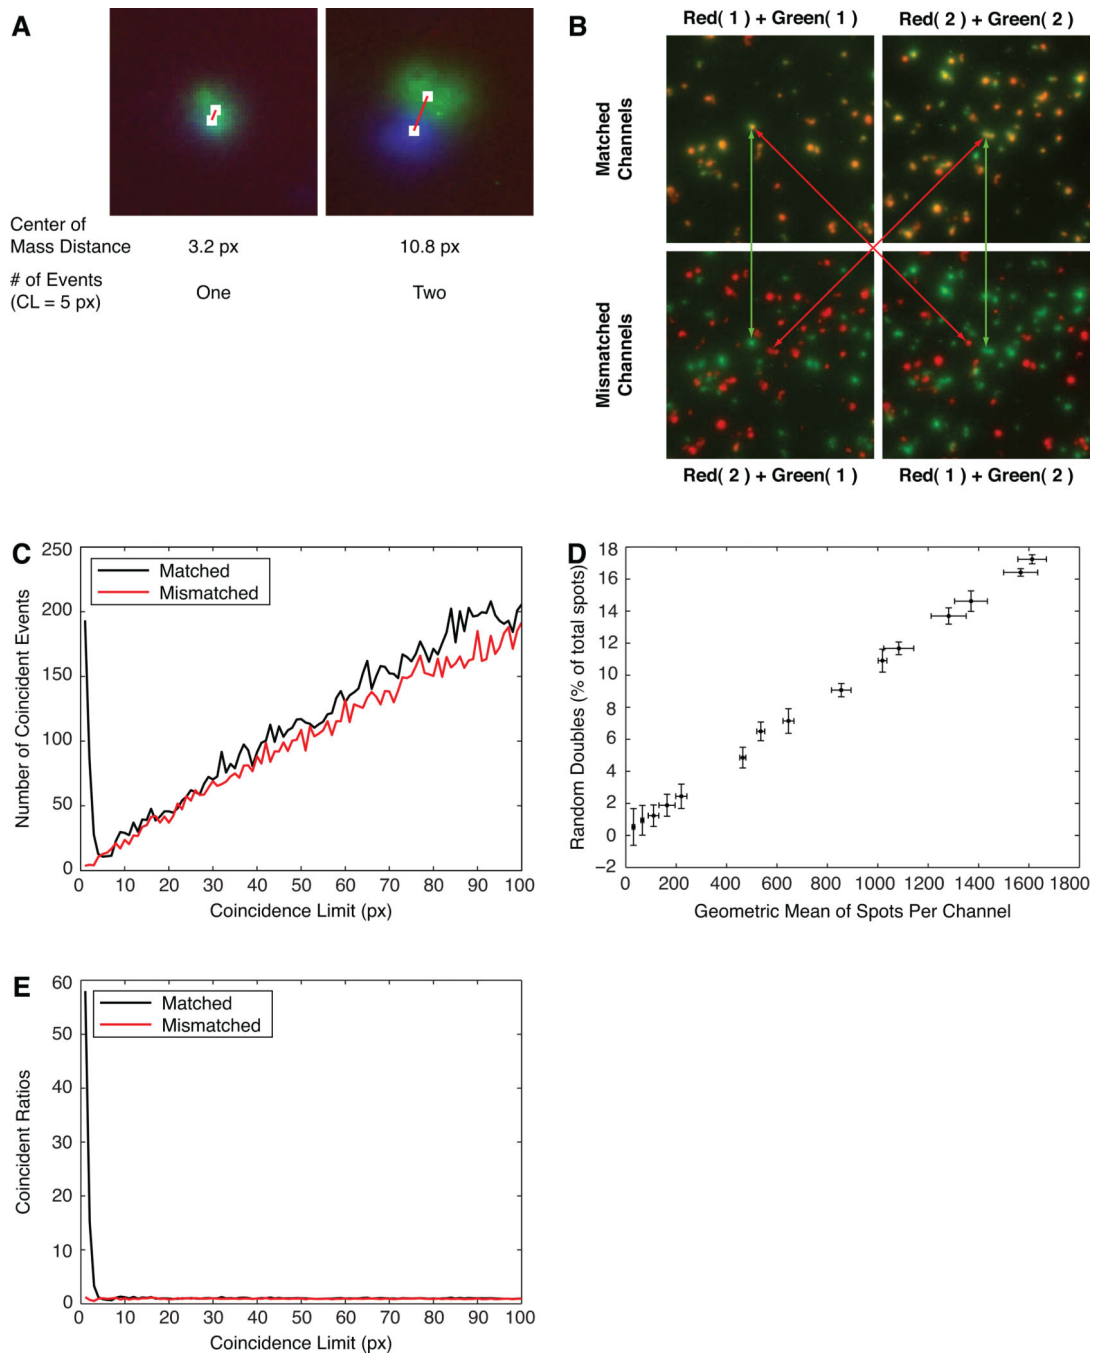 A
Center of
Mass Distance
3.2 px
10.8 px
# of Events
(CL = 5 px)
One
Two
B
Red( 1 ) + Green( 1 )
Red( 2 ) + Green( 2 )
Matched
Channels
Mismatched
Channels
Red( 2 ) + Green( 1 )
Red( 1 ) + Green( 2 )
C
Number of Coincident Events
250
200
150
100
50
0
Matched
Mismatched
10 20 30 40 50 60 70 80 90 100
Coincidence Limit (px)
D
Random Doubles (% of total spots)
18
16
14
12
10
8
6
4
2
0
−2
0 200 400 600 800 1000 1200 1400 1600 1800
Geometric Mean of Spots Per Channel
E
Coincident Ratios
60
50
40
30
20
10
0
Matched
Mismatched
10 20 30 40 50 60 70 80 90 100
Coincidence Limit (px)